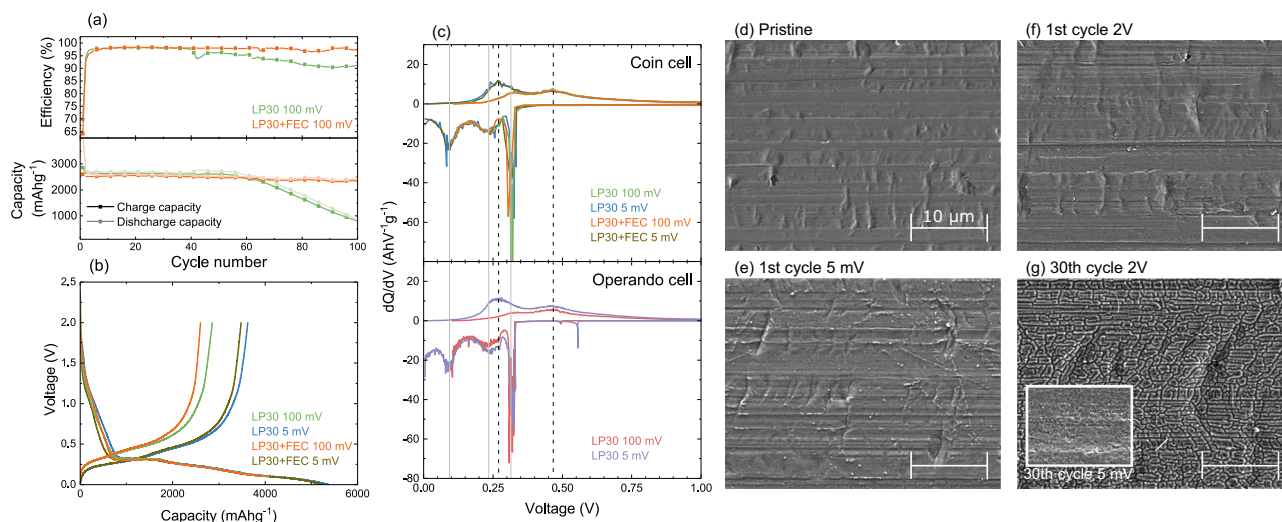 (a)
Efficiency (%)
100
95
90
85
80
75
70
65
LP30 100 mV
LP30+FEC 100 mV
Capacity
(mAhg⁻¹)
3000
2000
1000
Charge capacity
Dishcharge capacity
0 20 40 60 80 100
Cycle number
(b)
Voltage (V)
2.0
1.5
1.0
0.5
0.0
LP30 100 mV
LP30 5 mV
LP30+FEC 100 mV
LP30+FEC 5 mV
0 2000 4000 6000
Capacity (mAhg⁻¹)
(c)
dQ/dV (AhV⁻¹g⁻¹)
20
0
-20
-40
-60
Coin cell
LP30 100 mV
LP30 5 mV
LP30+FEC 100 mV
LP30+FEC 5 mV
20
0
-20
-40
-60
-80
Operando cell
LP30 100 mV
LP30 5 mV
0.00 0.25 0.50 0.75 1.00
Voltage (V)
(d) Pristine
10 µm
(e) 1st cycle 5 mV
(f) 1st cycle 2V
(g) 30th cycle 2V
30th cycle 5 mV